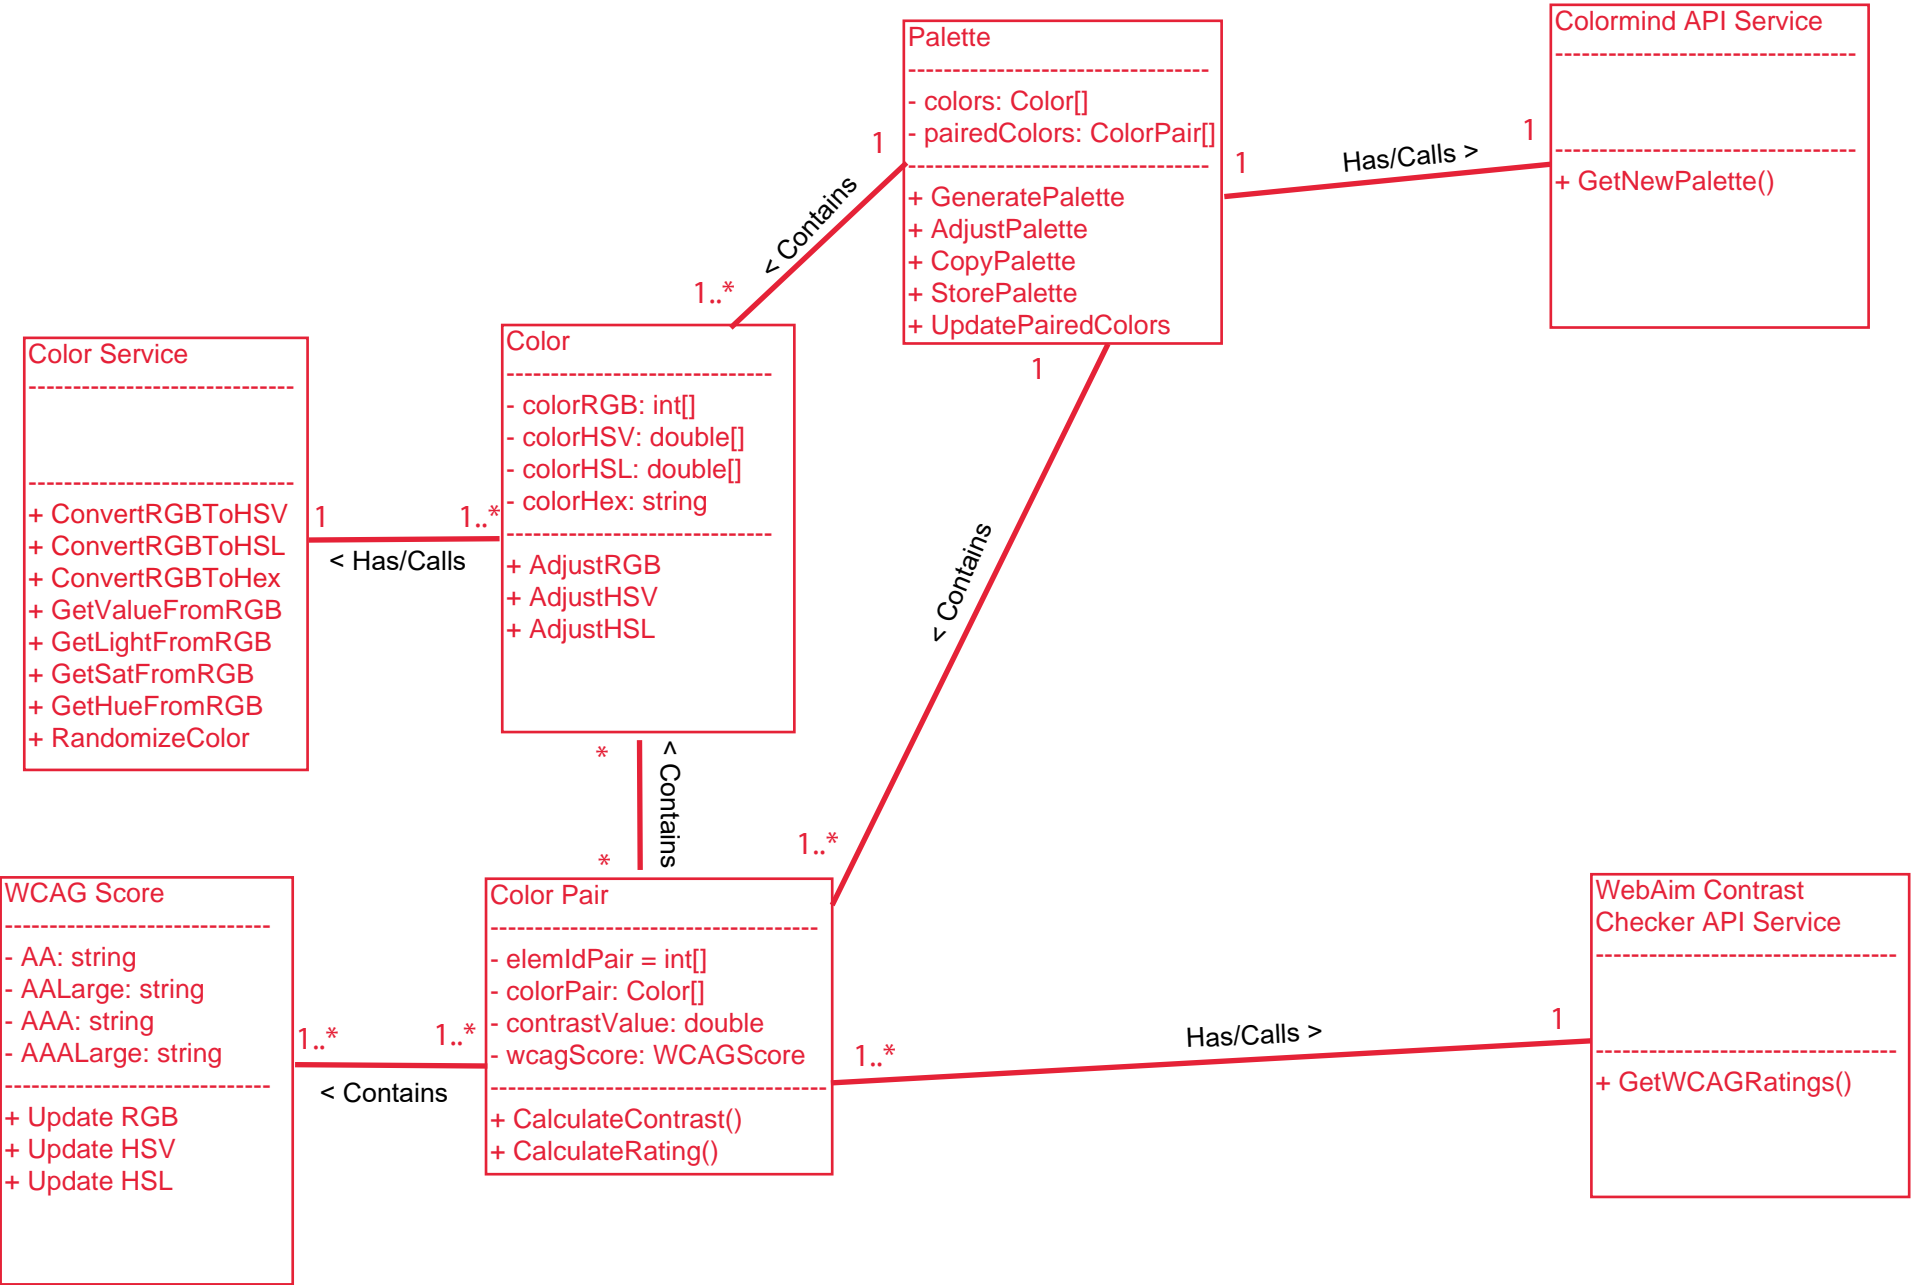 Palette
- colors: Color[]
- pairedColors: ColorPair[]
+ GeneratePalette
+ AdjustPalette
+ CopyPalette
+ StorePalette
+ UpdatePairedColors
Colormind API Service
+ GetNewPalette()
1
Has/Calls >
1
1
< Contains
1..*
1
< Contains
1..*
Color Service
+ ConvertRGBToHSV
+ ConvertRGBToHSL
+ ConvertRGBToHex
+ GetValueFromRGB
+ GetLightFromRGB
+ GetSatFromRGB
+ GetHueFromRGB
+ RandomizeColor
1
1..*
< Has/Calls
Color
- colorRGB: int[]
- colorHSV: double[]
- colorHSL: double[]
- colorHex: string
+ AdjustRGB
+ AdjustHSV
+ AdjustHSL
*
< Contains
*
WCAG Score
- AA: string
- AALarge: string
- AAA: string
- AAALarge: string
+ Update RGB
+ Update HSV
+ Update HSL
1..*
1..*
< Contains
Color Pair
- elemIdPair = int[]
- colorPair: Color[]
- contrastValue: double
- wcagScore: WCAGScore
+ CalculateContrast()
+ CalculateRating()
1..*
Has/Calls >
1
WebAim Contrast
Checker API Service
+ GetWCAGRatings()